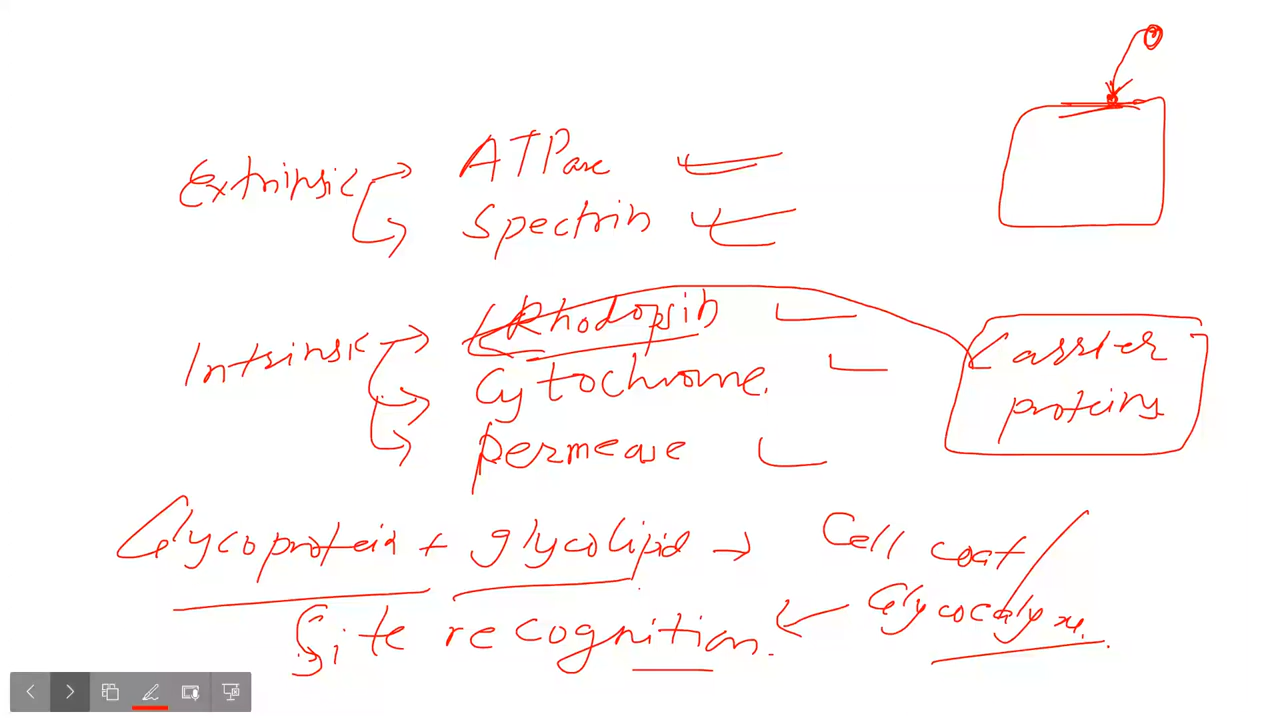 Extrinsic → ATPase
→ Spectrin
Intrinsic → Rhodopsin
→ Cytochrome.
→ permease
Carrier
proteins
Glycoprotein + glycolipid → Cell coat/
Glycocalyx.
Site recognition. ←